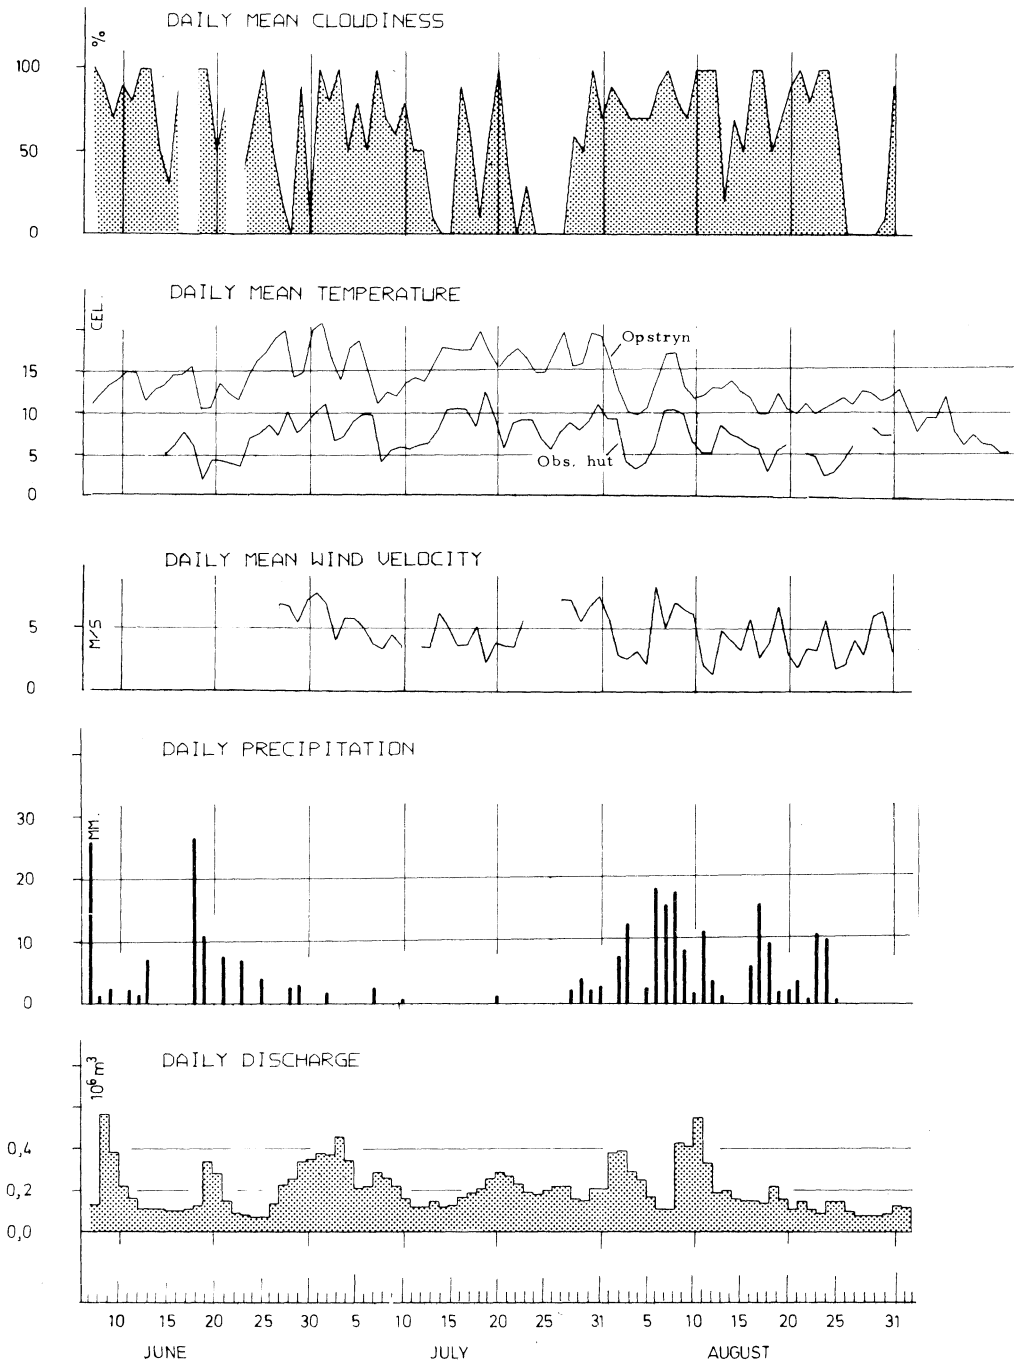 DAILY MEAN CLOUDINESS
%
100
50
0
DAILY MEAN TEMPERATURE
CEL.
Opstryn
15
10
5
Obs. hut
0
DAILY MEAN WIND VELOCITY
M/S
5
0
DAILY PRECIPITATION
MM.
30
20
10
0
DAILY DISCHARGE
10⁶ m³
0,4
0,2
0,0
10 15 20 25 30 5 10 15 20 25 31 5 10 15 20 25 31
JUNE JULY AUGUST